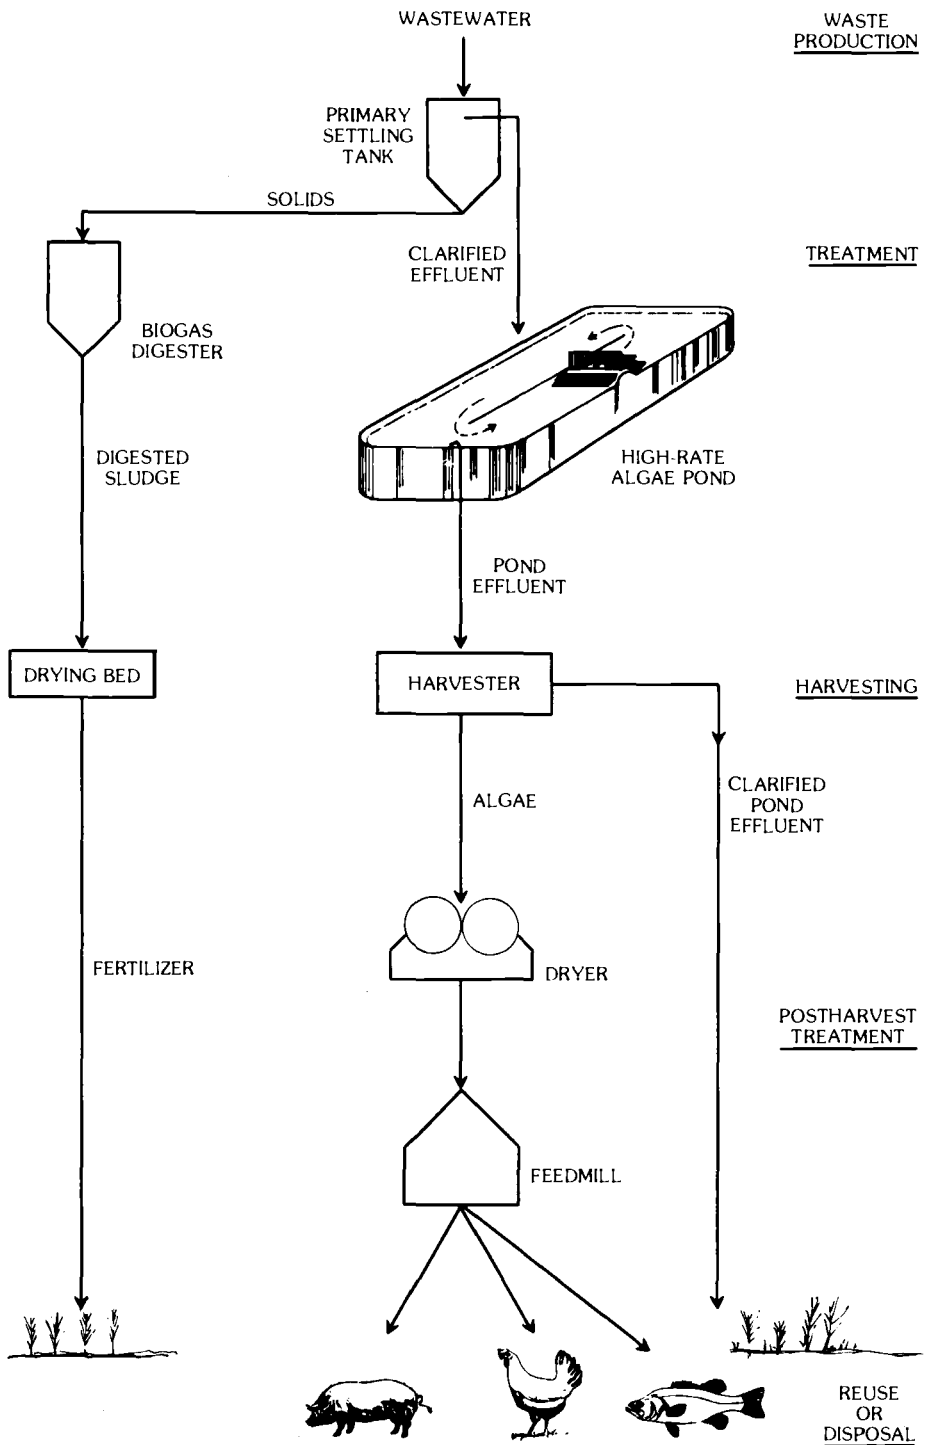 WASTEWATER
WASTE
PRODUCTION
PRIMARY
SETTLING
TANK
SOLIDS
CLARIFIED
EFFLUENT
TREATMENT
BIOGAS
DIGESTER
DIGESTED
SLUDGE
HIGH-RATE
ALGAE POND
POND
EFFLUENT
DRYING BED
HARVESTER
HARVESTING
ALGAE
CLARIFIED
POND
EFFLUENT
FERTILIZER
DRYER
POSTHARVEST
TREATMENT
FEEDMILL
REUSE
OR
DISPOSAL